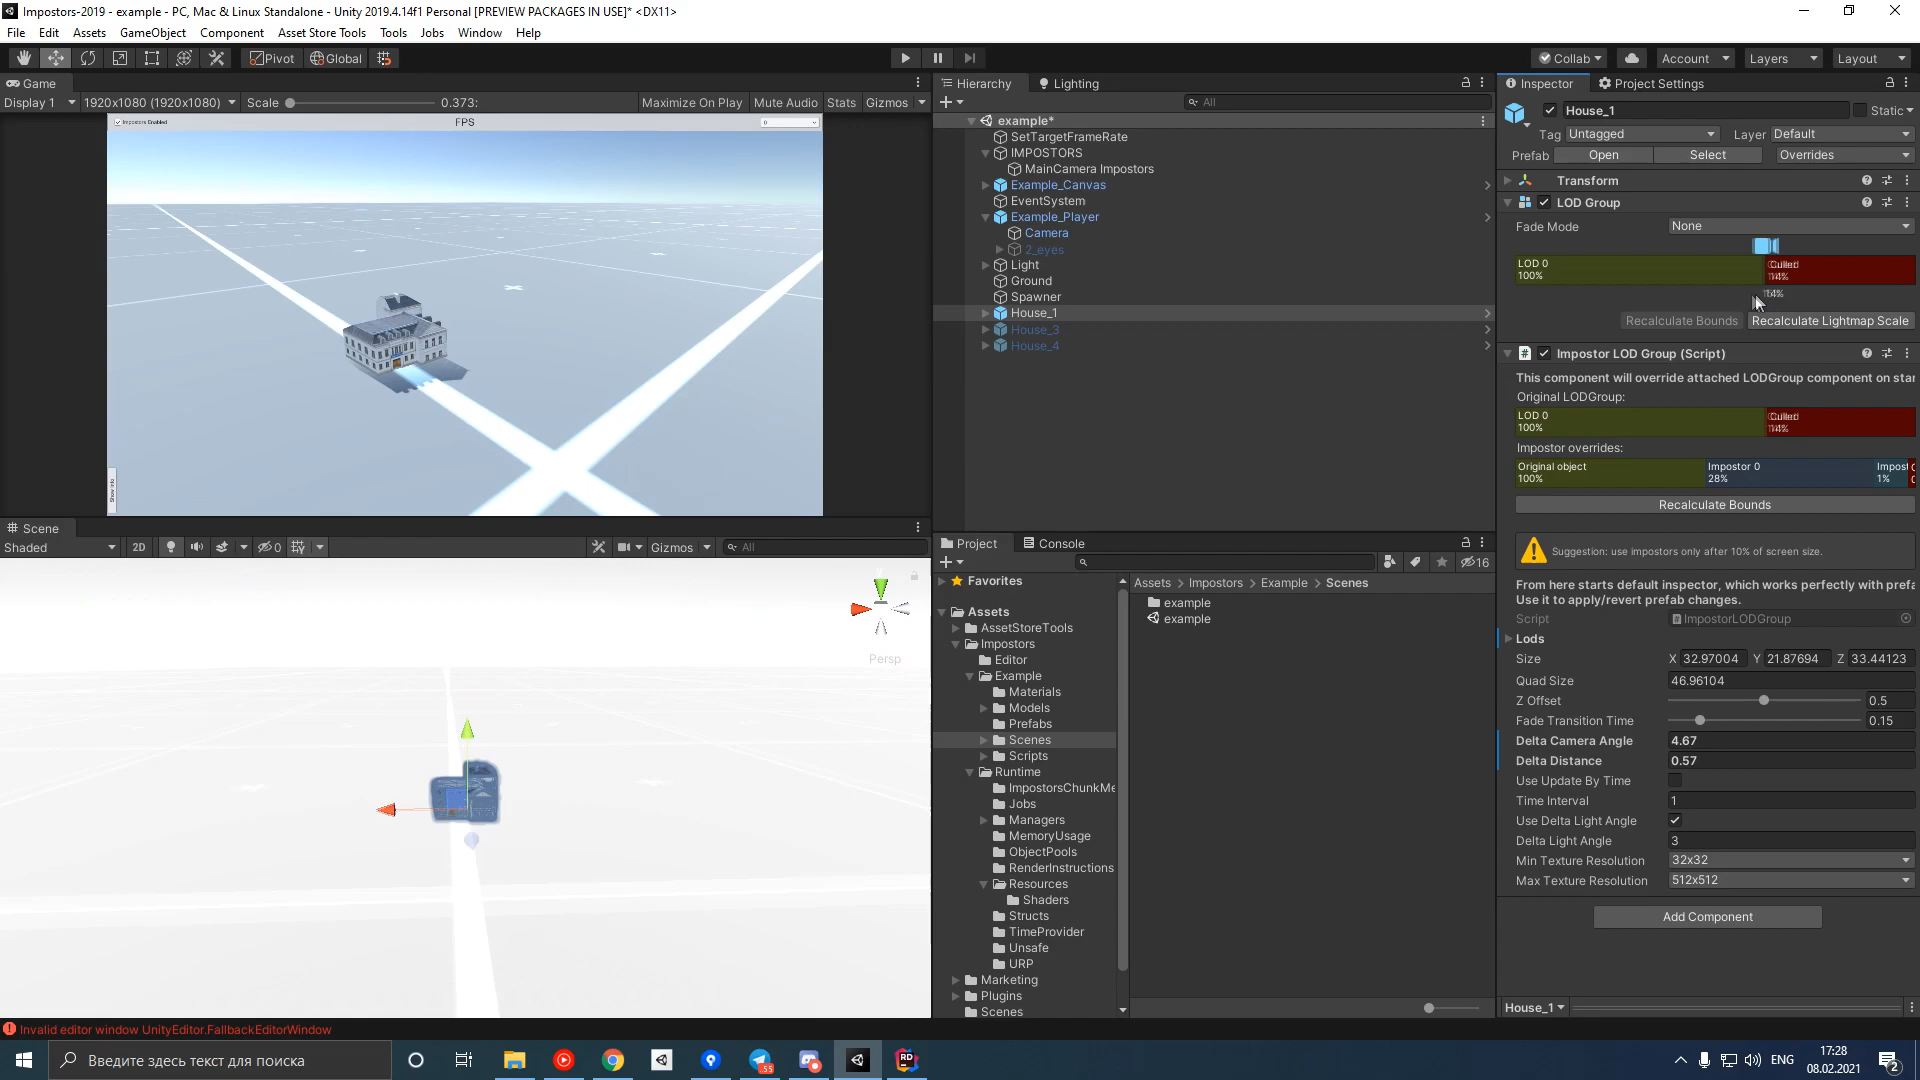 Impostors-2019 - example - PC, Mac & Linux Standalone - Unity 2019.4.14f1 Personal [PREVIEW PACKAGES IN USE]* <DX11>
File Edit Assets GameObject Component Asset Store Tools Tools Jobs Window Help
Pivot Global Collab Account Layers Layout
Game
Display 1 1920x1080 (1920x1080) Scale 0.373: Maximize On Play Mute Audio Stats Gizmos
Impostors Enabled FPS 0
Show info
Scene
Shaded 2D 0 Gizmos All
Persp
Hierarchy Lighting
All
example*
SetTargetFrameRate
IMPOSTORS
MainCamera Impostors
Example_Canvas
EventSystem
Example_Player
Camera
2_eyes
Light
Ground
Spawner
House_1
House_3
House_4
Project Console
16
Favorites
Assets
AssetStoreTools
Impostors
Editor
Example
Materials
Models
Prefabs
Scenes
Scripts
Runtime
ImpostorsChunkMe
Jobs
Managers
MemoryUsage
ObjectPools
RenderInstructions
Resources
Shaders
Structs
TimeProvider
Unsafe
URP
Marketing
Plugins
Scenes
Assets > Impostors > Example > Scenes
example
example
Inspector Project Settings
House_1 Static
Tag Untagged Layer Default
Prefab Open Select Overrides
Transform
LOD Group
Fade Mode None
LOD 0 Culled
100%
Recalculate Bounds Recalculate Lightmap Scale
Impostor LOD Group (Script)
This component will override attached LODGroup component on star
Original LODGroup:
LOD 0 Culled
100%
Impostor overrides:
Original object Impostor 0 Impost
100% 28% 1%
Recalculate Bounds
Suggestion: use impostors only after 10% of screen size.
From here starts default inspector, which works perfectly with prefa
Use it to apply/revert prefab changes.
Script ImpostorLODGroup
Lods
Size X 32.97004 Y 21.87694 Z 33.44123
Quad Size 46.96104
Z Offset 0.5
Fade Transition Time 0.15
Delta Camera Angle 4.67
Delta Distance 0.57
Use Update By Time
Time Interval 1
Use Delta Light Angle
Delta Light Angle 3
Min Texture Resolution 32x32
Max Texture Resolution 512x512
Add Component
House_1
Invalid editor window UnityEditor.FallbackEditorWindow
Введите здесь текст для поиска
55
RD
ENG
17:28
08.02.2021
2